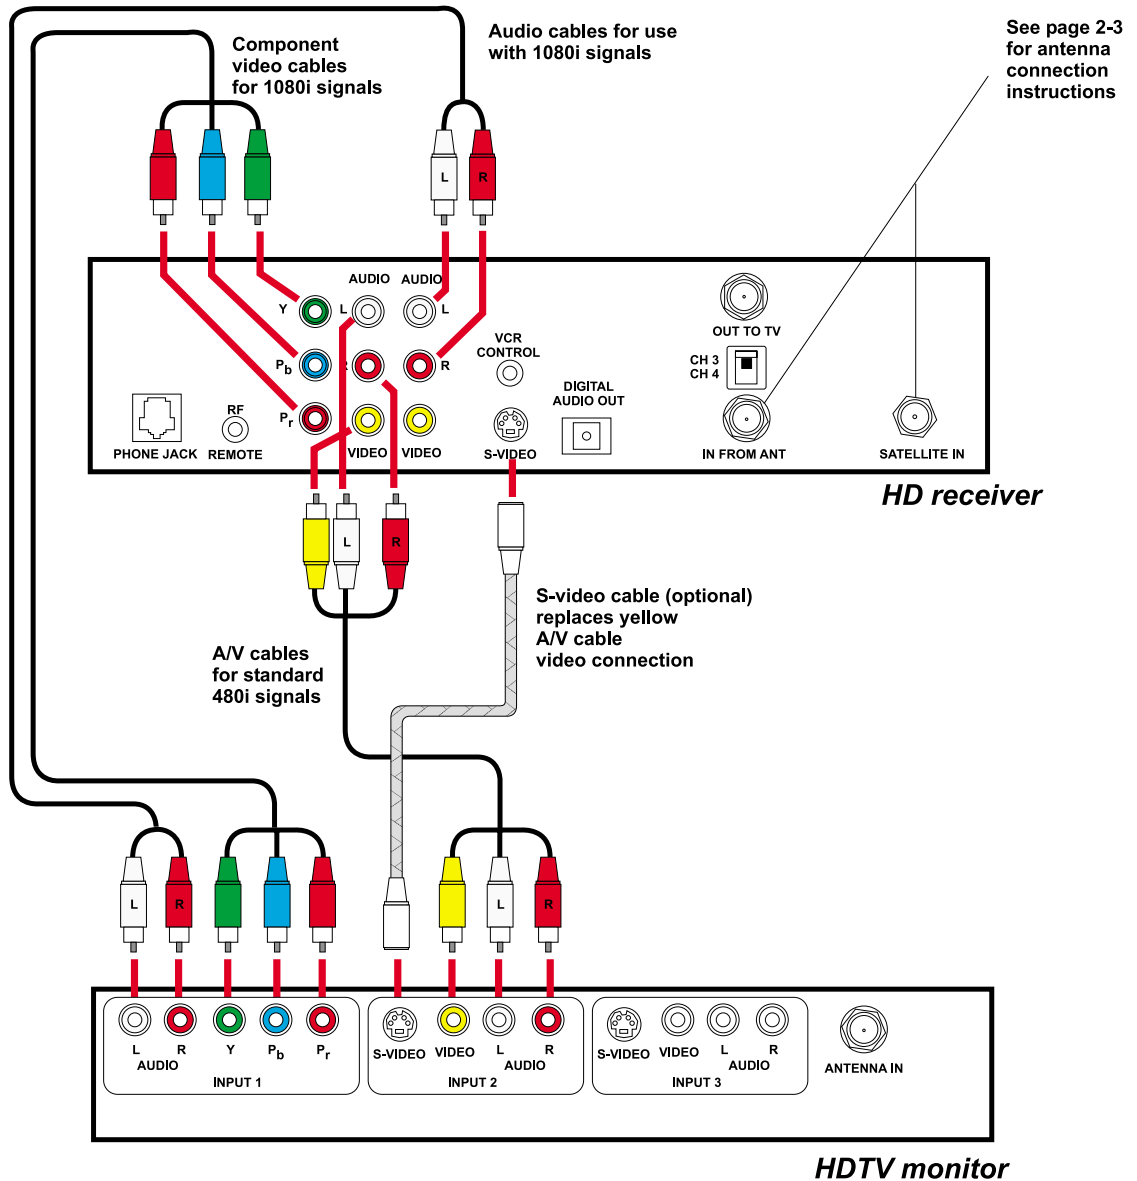 Component
video cables
for 1080i signals
Audio cables for use
with 1080i signals
See page 2-3
for antenna
connection
instructions
L
R
AUDIO
AUDIO
Y
L
L
OUT TO TV
VCR
CONTROL
Pb
R
R
CH 3
CH 4
DIGITAL
AUDIO OUT
Pr
RF
REMOTE
PHONE JACK
VIDEO
VIDEO
S-VIDEO
IN FROM ANT
SATELLITE IN
HD receiver
L
R
S-video cable (optional)
replaces yellow
A/V cable
video connection
A/V cables
for standard
480i signals
L
R
L
R
L
R
Y
Pb
Pr
AUDIO
INPUT 1
S-VIDEO
VIDEO
L
R
AUDIO
INPUT 2
S-VIDEO
VIDEO
L
R
AUDIO
INPUT 3
ANTENNA IN
HDTV monitor